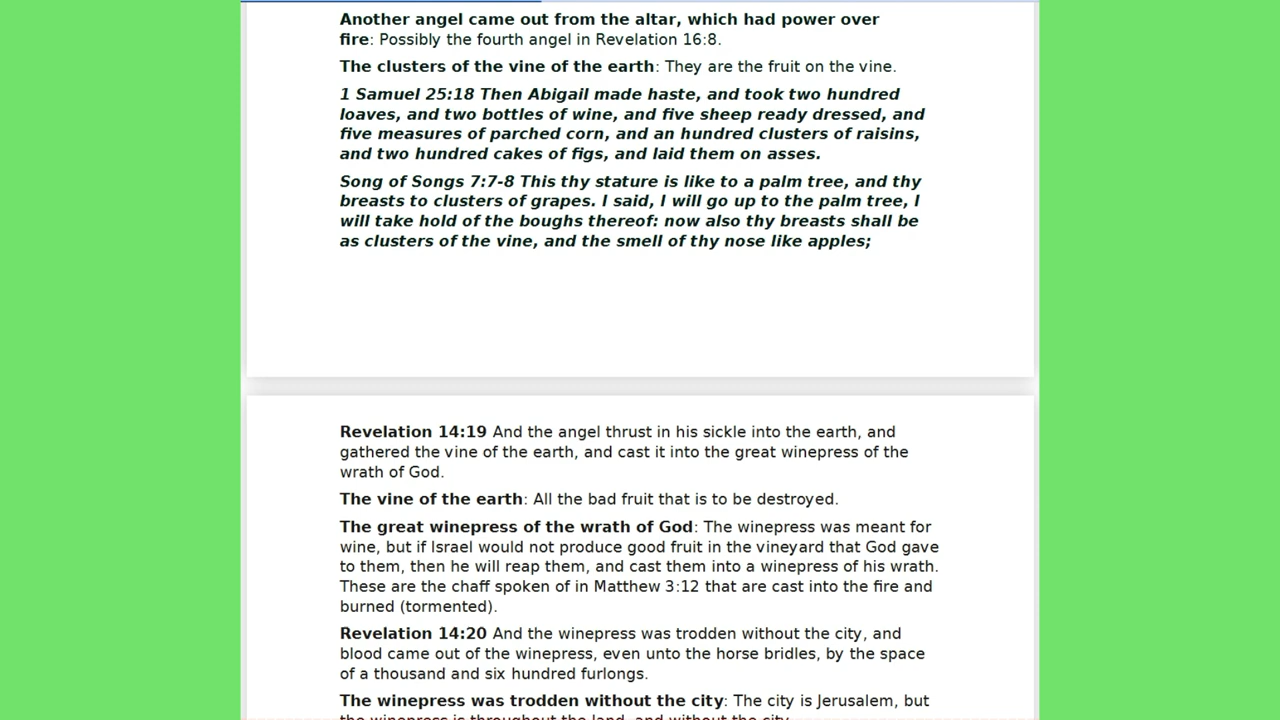 Another angel came out from the altar, which had power over
fire: Possibly the fourth angel in Revelation 16:8.
The clusters of the vine of the earth: They are the fruit on the vine.
1 Samuel 25:18 Then Abigail made haste, and took two hundred
loaves, and two bottles of wine, and five sheep ready dressed, and
five measures of parched corn, and an hundred clusters of raisins,
and two hundred cakes of figs, and laid them on asses.
Song of Songs 7:7-8 This thy stature is like to a palm tree, and thy
breasts to clusters of grapes. I said, I will go up to the palm tree, I
will take hold of the boughs thereof: now also thy breasts shall be
as clusters of the vine, and the smell of thy nose like apples;
Revelation 14:19 And the angel thrust in his sickle into the earth, and
gathered the vine of the earth, and cast it into the great winepress of the
wrath of God.
The vine of the earth: All the bad fruit that is to be destroyed.
The great winepress of the wrath of God: The winepress was meant for
wine, but if Israel would not produce good fruit in the vineyard that God gave
to them, then he will reap them, and cast them into a winepress of his wrath.
These are the chaff spoken of in Matthew 3:12 that are cast into the fire and
burned (tormented).
Revelation 14:20 And the winepress was trodden without the city, and
blood came out of the winepress, even unto the horse bridles, by the space
of a thousand and six hundred furlongs.
The winepress was trodden without the city: The city is Jerusalem, but
the winepress is throughout the land, and without the city.